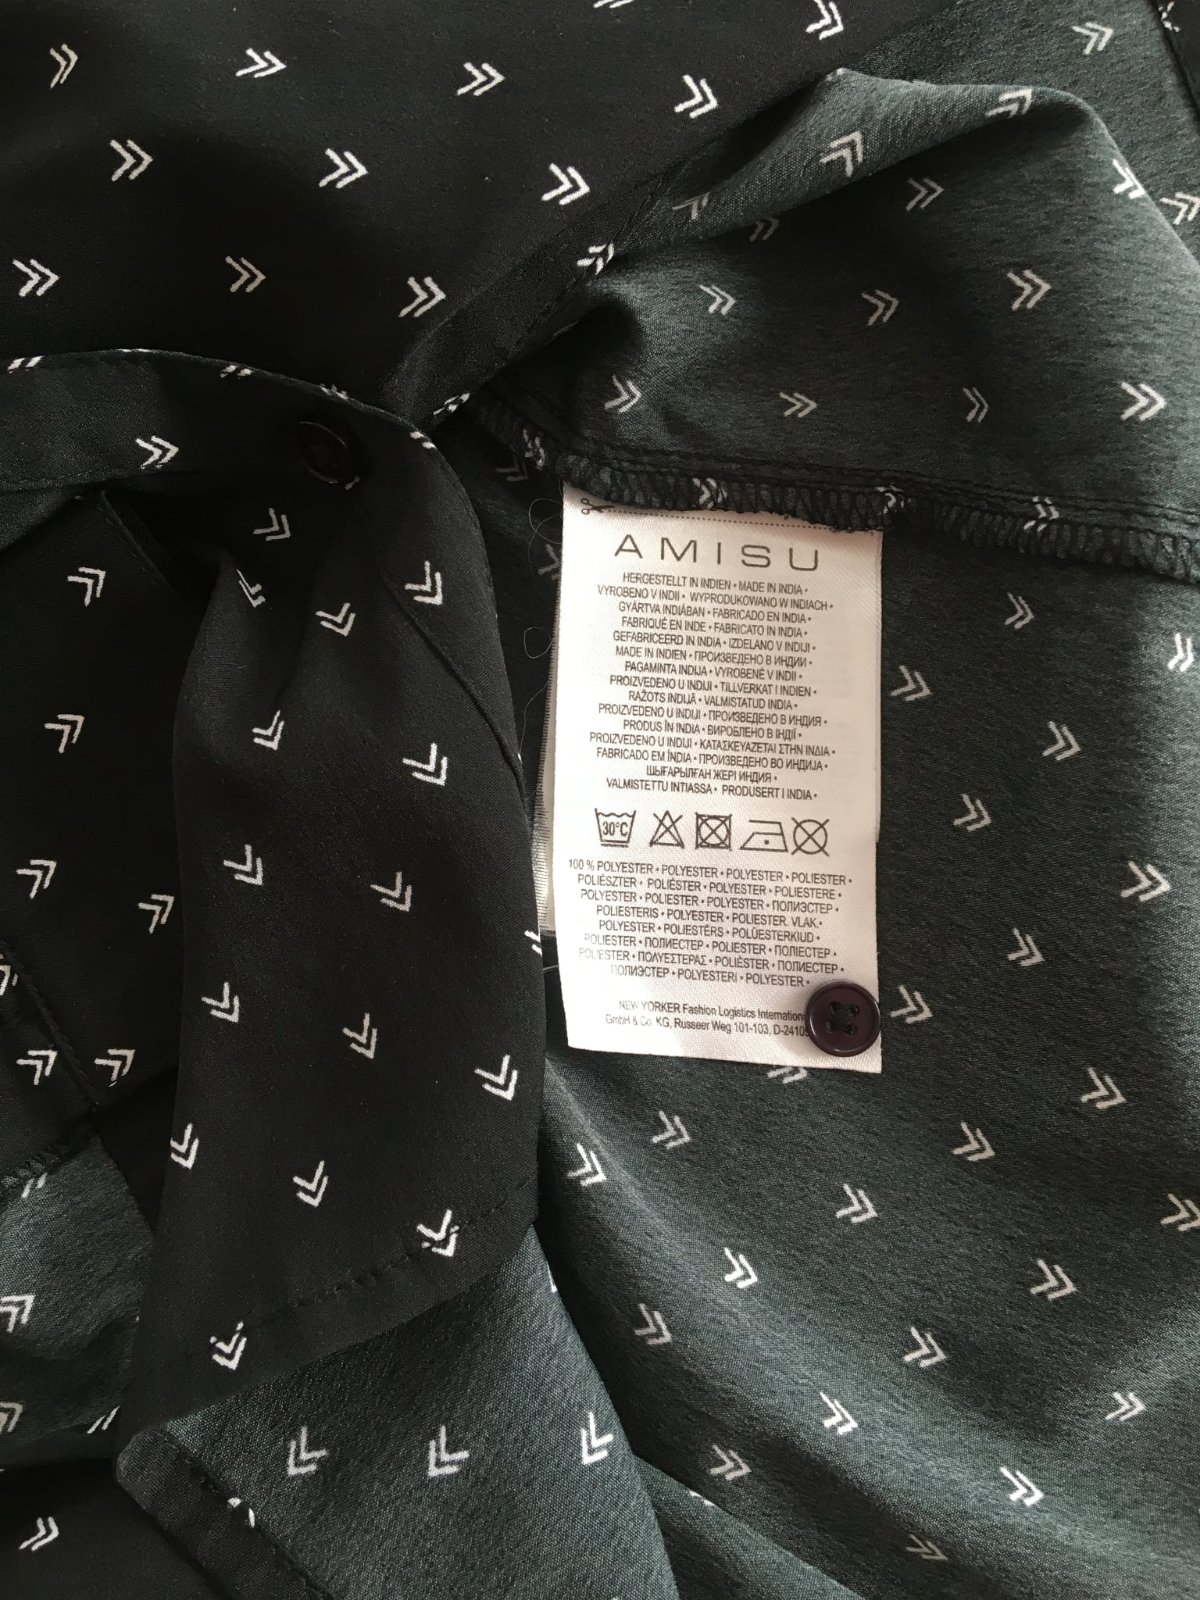 AMISU
HERGESTELLT IN INDIEN • MADE IN INDIA •
VYROBENO V INDII • WYPRODUKOWANO W INDIACH •
GYÁRTVA INDIÁBAN • FABRICADO EN INDIA •
FABRIQUÉ EN INDE • FABRICATO IN INDIA •
GEFABRICEERD IN INDIA • IZDELANO V INDIJI •
MADE IN INDIEN • ПРОИЗВЕДЕНО В ИНДИИ •
PAGAMINTA INDIJA • VYROBENÉ V INDII •
PROIZVEDENO U INDIJI • TILLVERKAT I INDIEN •
RAŽOTS INDIJĀ • VALMISTATUD INDIA •
PROIZVEDENO U INDIJI • ПРОИЗВЕДЕНО В ИНДИЯ •
PRODUS ÎN INDIA • ВИРОБЛЕНО В ІНДІЇ •
PROIZVEDENO U INDIJI • ΚΑΤΑΣΚΕΥΑΖΕΤΑΙ ΣΤΗΝ ΙΝΔΙΑ •
FABRICADO EM ÍNDIA • ПРОИЗВЕДЕНО ВО ИНДИЈА •
ШЫҒАРЫЛҒАН ЖЕРІ ИНДИЯ •
VALMISTETTU INTIASSA • PRODUSERT I INDIA •
30°C
100 % POLYESTER • POLYESTER • POLYESTER • POLIESTER •
POLIÉSZTER • POLIÉSTER • POLYESTER • POLIESTERE •
POLYESTER • POLIESTER • POLYESTER • ПОЛИЭСТЕР •
POLIESTERIS • POLYESTER • POLIESTER. VLAK. •
POLYESTER • POLIESTĒRS • POLÜESTERKIUD •
POLIESTER • ПОЛИЕСТЕР • POLIESTER • ПОЛІЕСТЕР •
POLIESTER • ΠΟΛΥΕΣΤΕΡΑΣ • POLIÉSTER • ПОЛИЕСТЕР •
ПОЛИЭСТЕР • POLYESTERI • POLYESTER •
NEW YORKER Fashion Logistics Internation
GmbH & Co. KG, Russeer Weg 101-103, D-24109